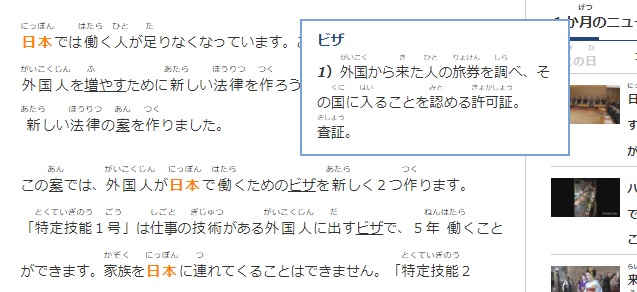 日本では働く人が足りなくなっています。
外国人を増やすために新しい法律を作ろう
新しい法律の案を作りました。
この案では、外国人が日本で働くためのビザを新しく２つ作ります。
「特定技能１号」は仕事の技術がある外国人に出すビザで、５年働くこと
ができます。家族を日本に連れてくることはできません。「特定技能２
ビザ
1）外国から来た人の旅券を調べ、そ
の国に入ることを認める許可証。
査証。
か月のニュー
の日